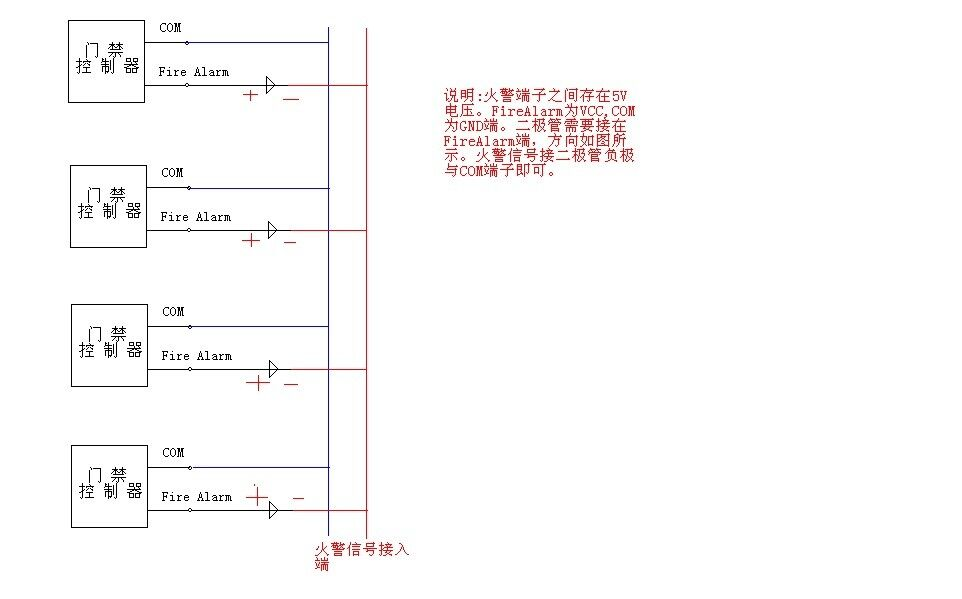 COM
门 禁
控 制 器
Fire Alarm
+ —
说明:火警端子之间存在5V
电压。FireAlarm为VCC,COM
为GND端。二极管需要接在
FireAlarm端，方向如图所
示。火警信号接二极管负极
与COM端子即可。
COM
门 禁
控 制 器
Fire Alarm
+ —
COM
门 禁
控 制 器
Fire Alarm
+ —
COM
门 禁
控 制 器
Fire Alarm
+ —
火警信号接入
端